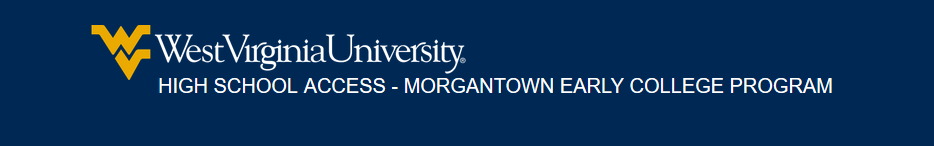 WestVirginiaUniversity®
HIGH SCHOOL ACCESS - MORGANTOWN EARLY COLLEGE PROGRAM